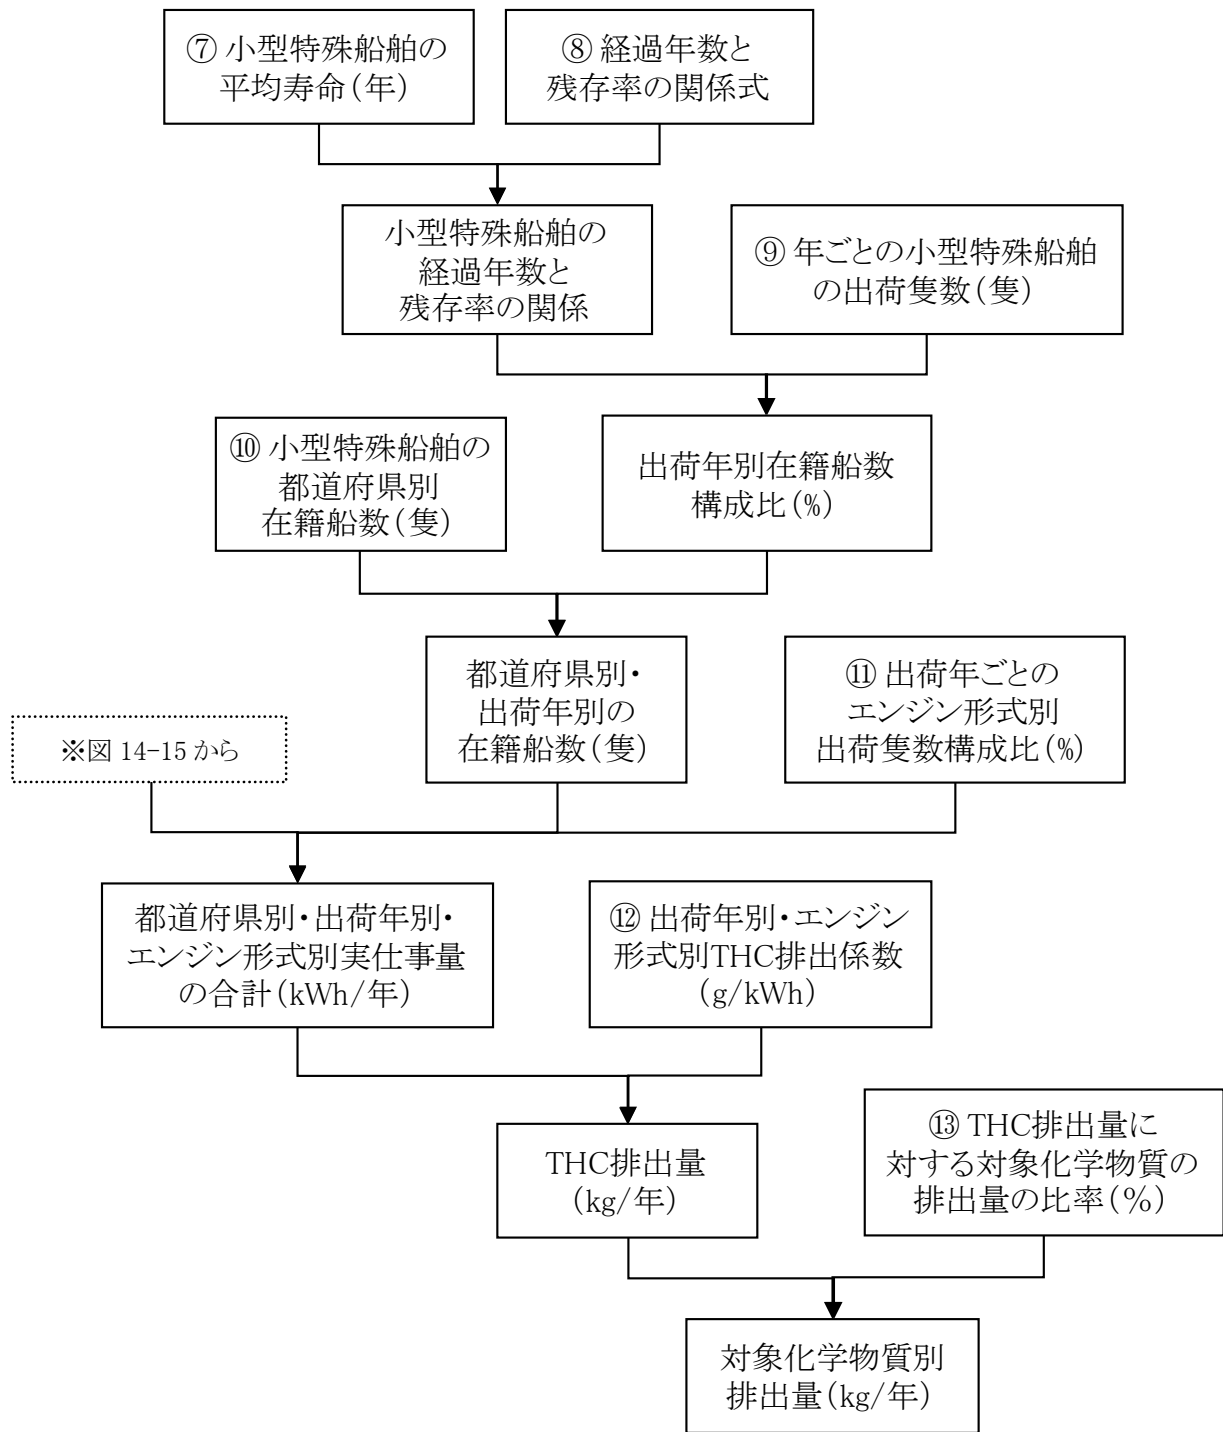 ⑦ 小型特殊船舶の
平均寿命(年)
⑧ 経過年数と
残存率の関係式
小型特殊船舶の
経過年数と
残存率の関係
⑨ 年ごとの小型特殊船舶
の出荷隻数(隻)
⑩ 小型特殊船舶の
都道府県別
在籍船数(隻)
出荷年別在籍船数
構成比(%)
※図 14-15 から
都道府県別・
出荷年別の
在籍船数(隻)
⑪ 出荷年ごとの
エンジン形式別
出荷隻数構成比(%)
都道府県別・出荷年別・
エンジン形式別実仕事量
の合計(kWh/年)
⑫ 出荷年別・エンジン
形式別THC排出係数
(g/kWh)
THC排出量
(kg/年)
⑬ THC排出量に
対する対象化学物質の
排出量の比率(%)
対象化学物質別
排出量(kg/年)